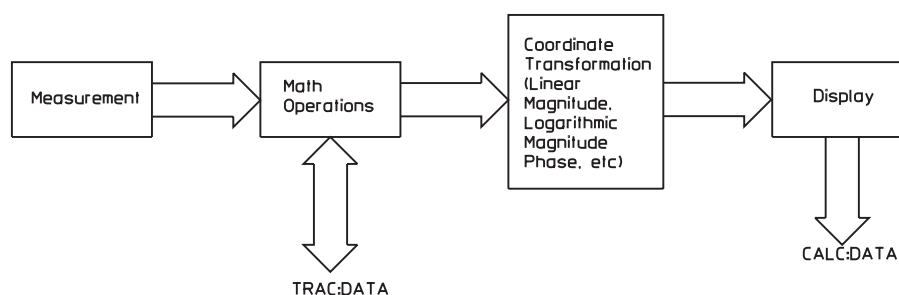 Measurement
Math
Operations
Coordinate
Transformation
(Linear
Magnitude,
Logarithmic
Magnitude
Phase, etc)
Display
TRAC:DATA
CALC:DATA